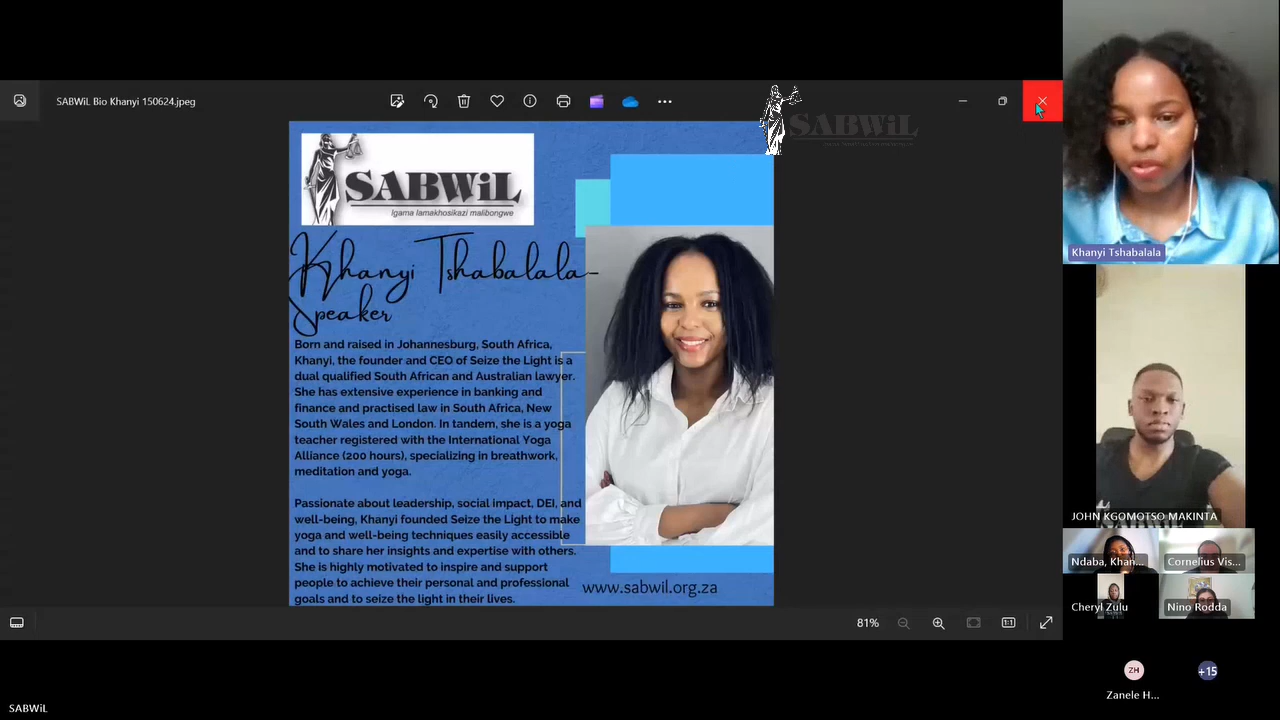 SABWiL Bio Khanyi 150624.jpeg
SABWiL
SABWiL
Igama lamakhosikazi malibongwe
Khanyi Tshabalala-
Speaker
Born and raised in Johannesburg, South Africa,
Khanyi, the founder and CEO of Seize the Light is a
dual qualified South African and Australian lawyer.
She has extensive experience in banking and
finance and practised law in South Africa, New
South Wales and London. In tandem, she is a yoga
teacher registered with the International Yoga
Alliance (200 hours), specializing in breathwork,
meditation and yoga.
Passionate about leadership, social impact, DEI, and
well-being, Khanyi founded Seize the Light to make
yoga and well-being techniques easily accessible
and to share her insights and expertise with others.
She is highly motivated to inspire and support
people to achieve their personal and professional
goals and to seize the light in their lives.
www.sabwil.org.za
81%
1:1
Khanyi Tshabalala
JOHN KGOMOTSO MAKINTA
Ndaba, Khan...
Cornelius Vis...
Cheryl Zulu
Nino Rodda
ZH
+15
Zanele H...
SABWiL